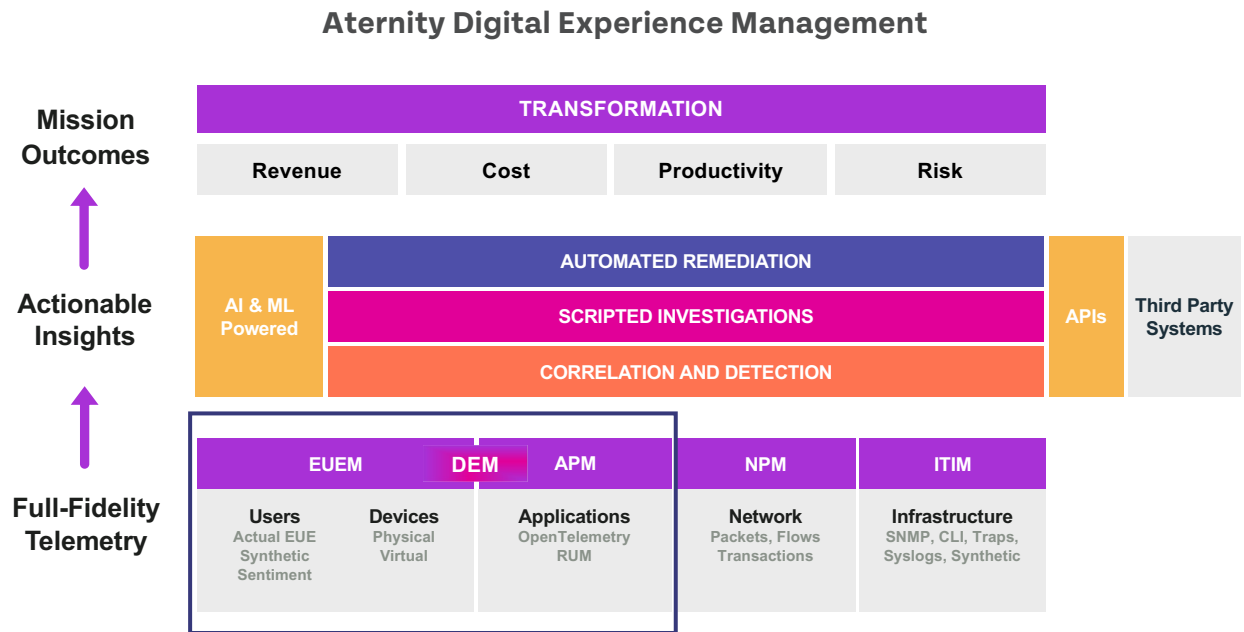 Aternity Digital Experience Management
Mission
Outcomes
TRANSFORMATION
Revenue
Cost
Productivity
Risk
Actionable
Insights
AI & ML
Powered
AUTOMATED REMEDIATION
SCRIPTED INVESTIGATIONS
CORRELATION AND DETECTION
APIs
Third Party
Systems
Full-Fidelity
Telemetry
EUEM
DEM
APM
NPM
ITIM
Users
Actual EUE
Synthetic
Sentiment
Devices
Physical
Virtual
Applications
OpenTelemetry
RUM
Network
Packets, Flows
Transactions
Infrastructure
SNMP, CLI, Traps,
Syslogs, Synthetic